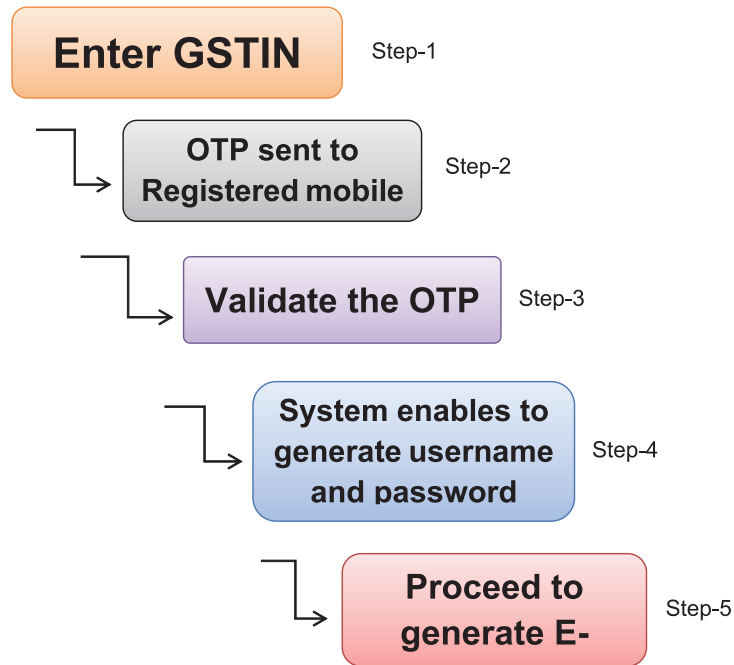 Enter GSTIN
Step-1
OTP sent to
Registered mobile
Step-2
Validate the OTP
Step-3
System enables to
generate username
and password
Step-4
Proceed to
generate E-
Step-5